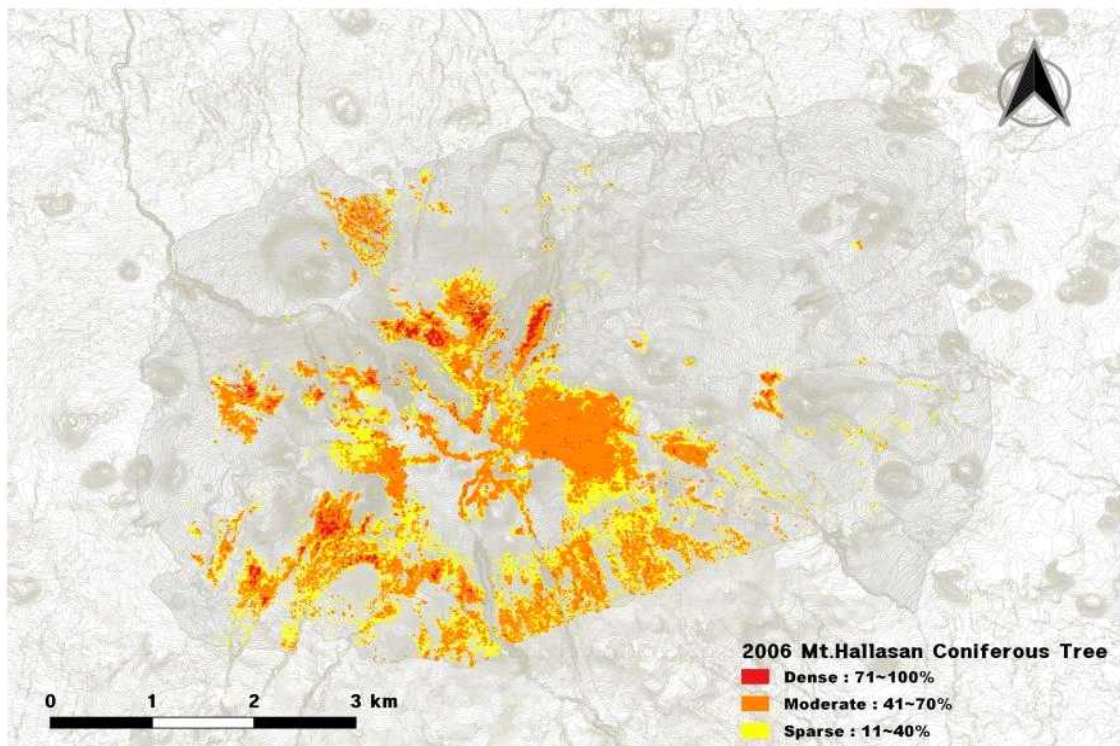 2006 Mt.Hallasan Coniferous Tree
Dense : 71~100%
Moderate : 41~70%
Sparse : 11~40%
0 1 2 3 km